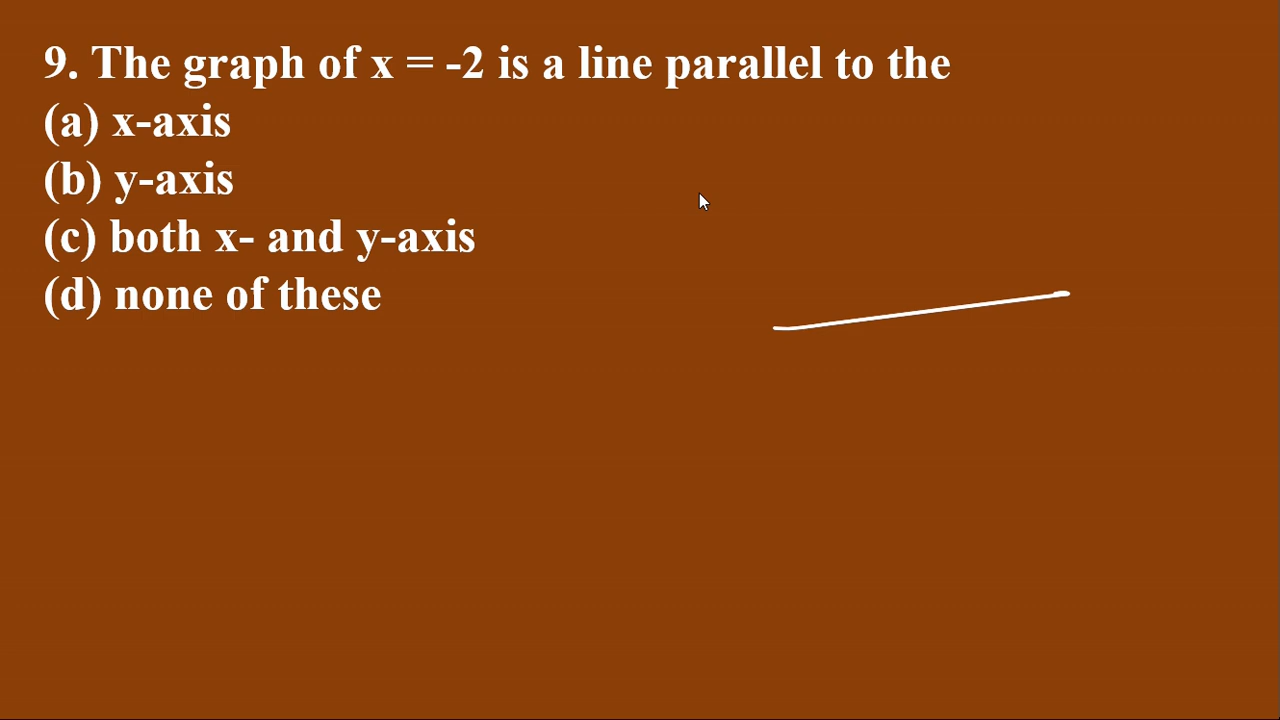 9. The graph of x = -2 is a line parallel to the
(a) x-axis
(b) y-axis
(c) both x- and y-axis
(d) none of these